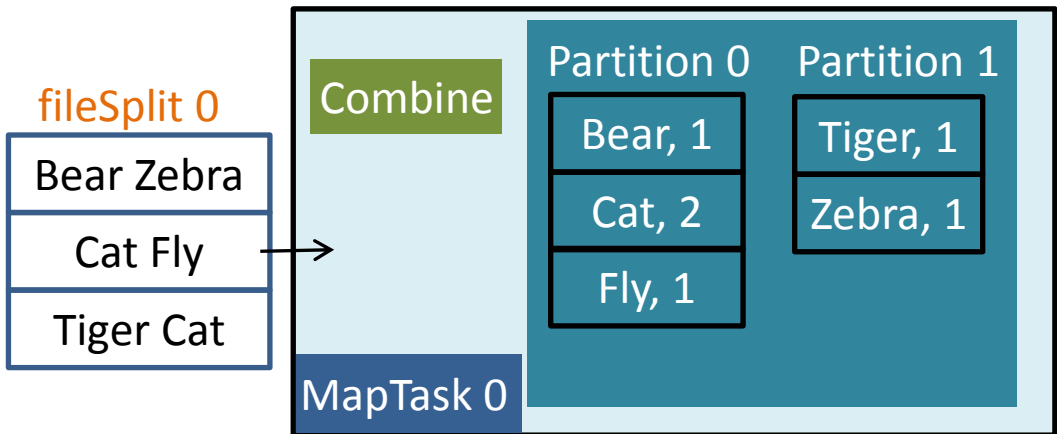 fileSplit 0
Bear Zebra
Cat Fly
Tiger Cat
Combine
MapTask 0
Partition 0
Bear, 1
Cat, 2
Fly, 1
Partition 1
Tiger, 1
Zebra, 1